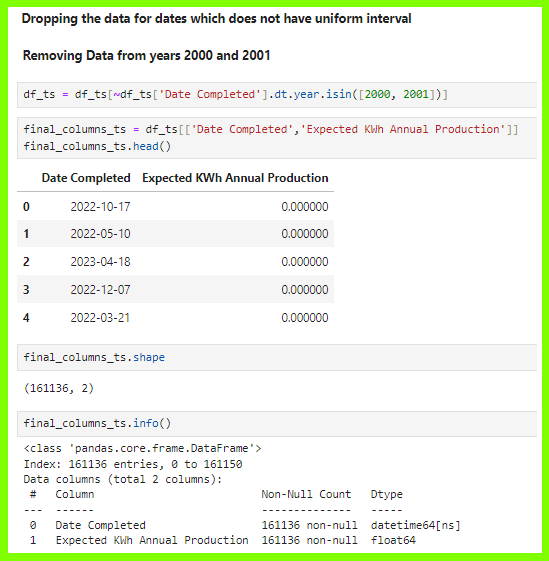 Dropping the data for dates which does not have uniform interval
Removing Data from years 2000 and 2001
df_ts = df_ts[~df_ts['Date Completed'].dt.year.isin([2000, 2001])]
final_columns_ts = df_ts[['Date Completed','Expected KWh Annual Production']]
final_columns_ts.head()
Date Completed Expected KWh Annual Production
0 2022-10-17 0.000000
1 2022-05-10 0.000000
2 2023-04-18 0.000000
3 2022-12-07 0.000000
4 2022-03-21 0.000000
final_columns_ts.shape
(161136, 2)
final_columns_ts.info()
<class 'pandas.core.frame.DataFrame'>
Index: 161136 entries, 0 to 161150
Data columns (total 2 columns):
 #   Column                          Non-Null Count   Dtype
---  ------                          --------------   -----
 0   Date Completed                  161136 non-null  datetime64[ns]
 1   Expected KWh Annual Production  161136 non-null  float64